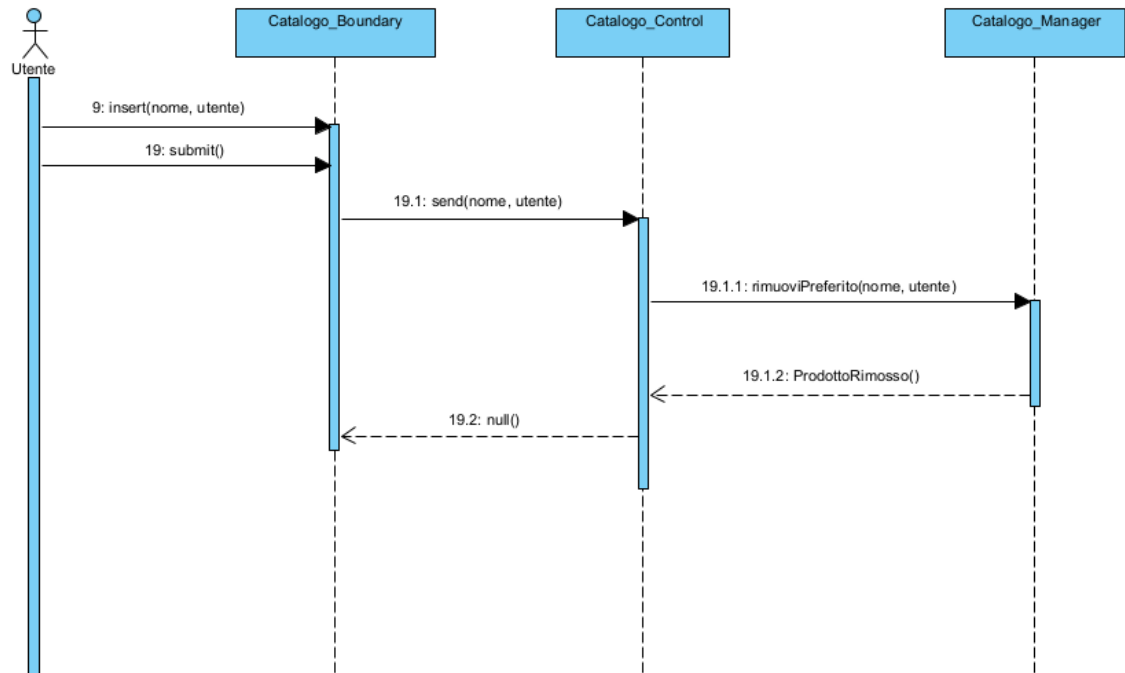 Catalogo_Boundary
Catalogo_Control
Catalogo_Manager
Utente
9: insert(nome, utente)
19: submit()
19.1: send(nome, utente)
19.1.1: rimuoviPreferito(nome, utente)
19.1.2: ProdottoRimosso()
19.2: null()